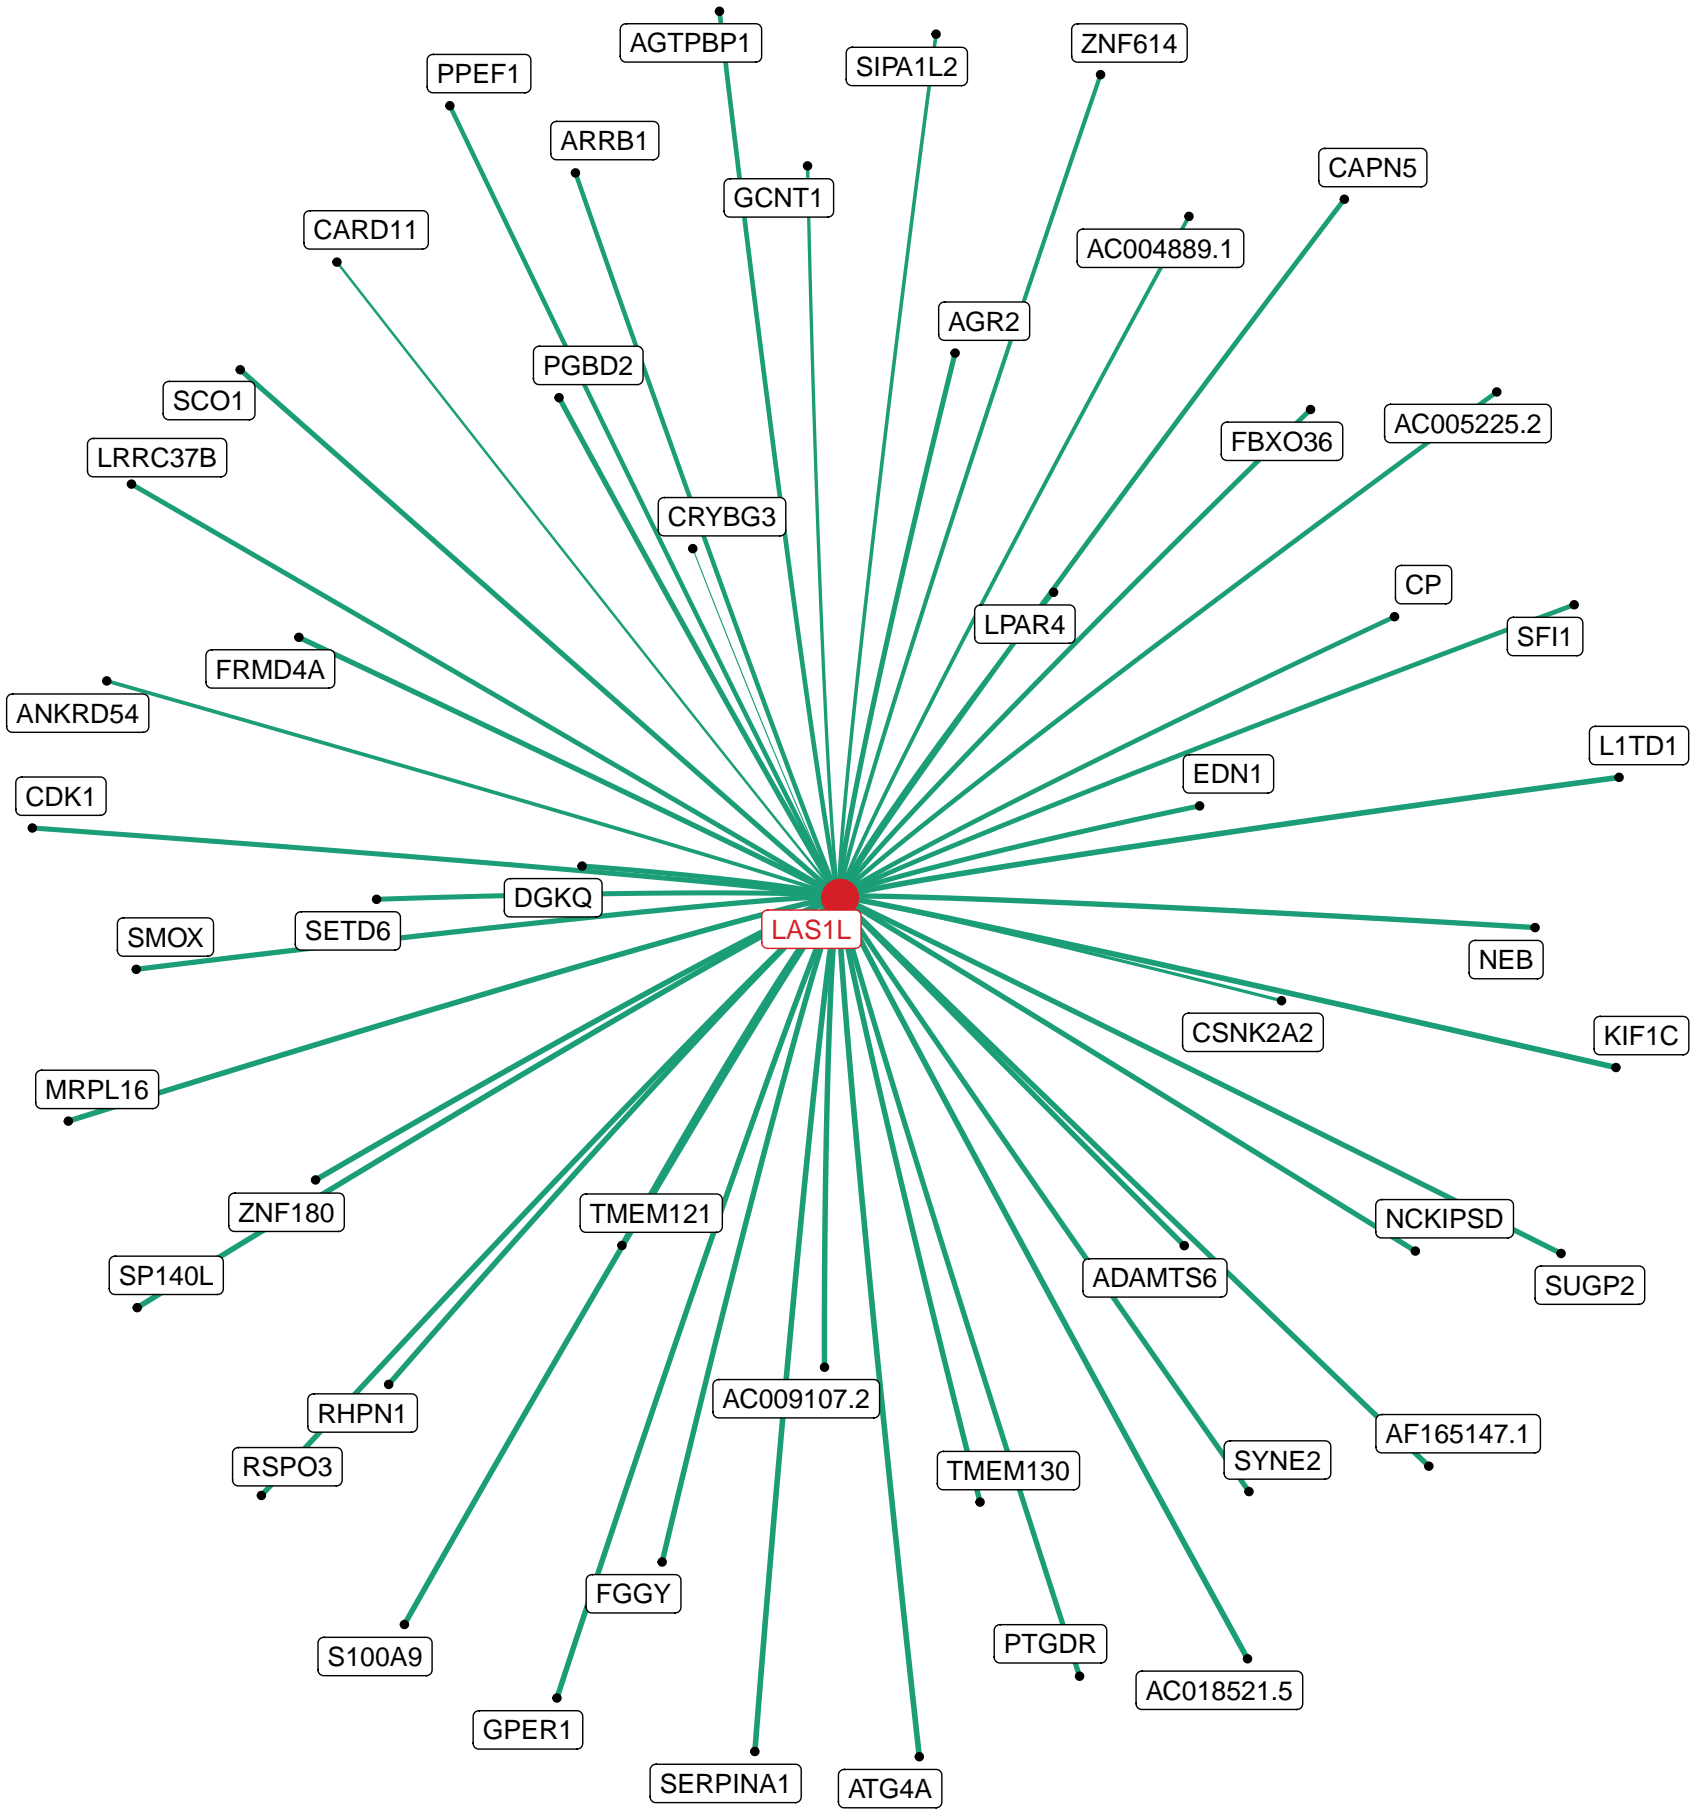 AGTPBP1
SIPA1L2
ZNF614
PPEF1
ARRB1
CAPN5
GCNT1
CARD11
AC004889.1
AGR2
PGBD2
SCO1
AC005225.2
FBXO36
LRRC37B
CRYBG3
CP
LPAR4
SFI1
FRMD4A
ANKRD54
L1TD1
EDN1
CDK1
DGKQ
LAS1L
SETD6
SMOX
NEB
CSNK2A2
KIF1C
MRPL16
ZNF180
TMEM121
NCKIPSD
SP140L
ADAMTS6
SUGP2
AC009107.2
RHPN1
AF165147.1
SYNE2
RSPO3
TMEM130
FGGY
PTGDR
S100A9
AC018521.5
GPER1
SERPINA1
ATG4A